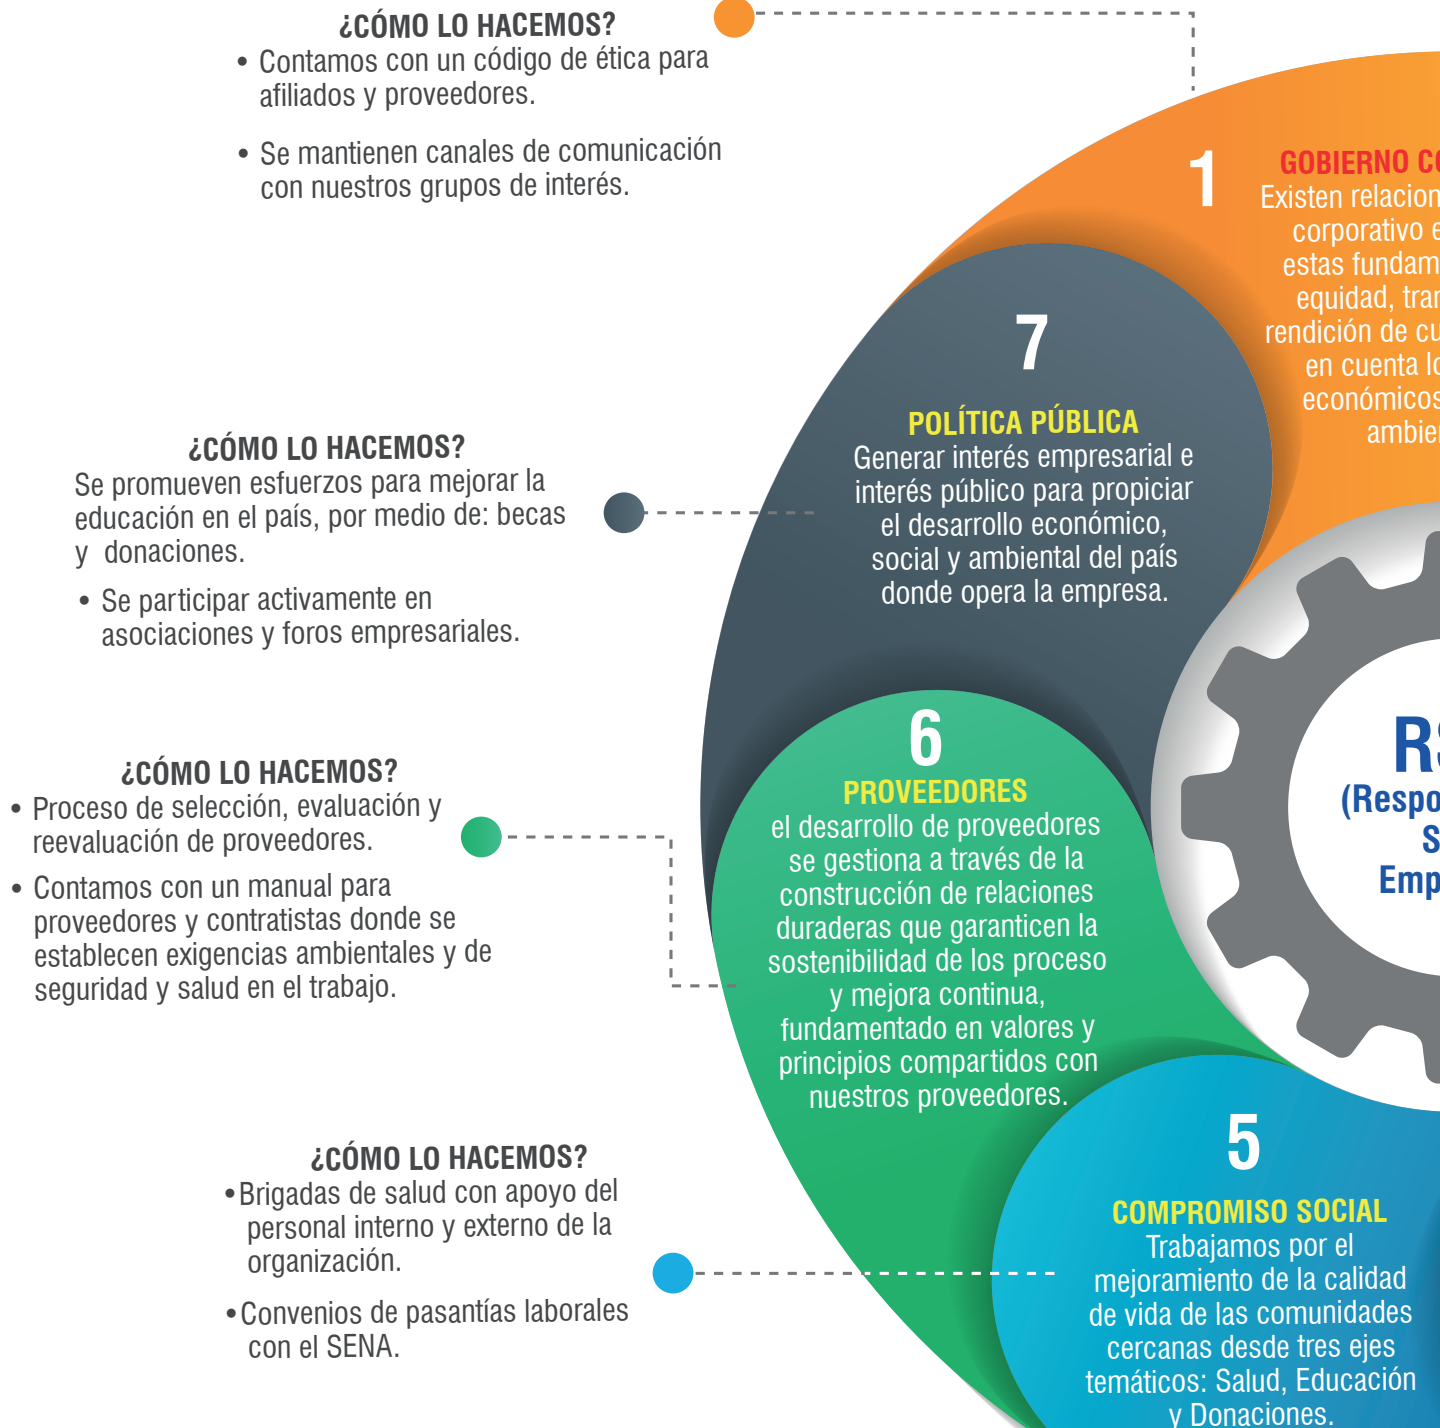 ¿CÓMO LO HACEMOS?
• Contamos con un código de ética para
afiliados y proveedores.
• Se mantienen canales de comunicación
con nuestros grupos de interés.
1
GOBIERNO
Existen
corporativo
estas
equidad,
rendición de
en cuenta
económicos
7
POLÍTICA PÚBLICA
Generar interés empresarial e
interés público para propiciar
el desarrollo económico,
social y ambiental del país
donde opera la empresa.
¿CÓMO LO HACEMOS?
Se promueven esfuerzos para mejorar la
educación en el país, por medio de: becas
y donaciones.
• Se participar activamente en
asociaciones y foros empresariales.
6
PROVEEDORES
el desarrollo de proveedores
se gestiona a través de la
construcción de relaciones
duraderas que garanticen la
sostenibilidad de los proceso
y mejora continua,
fundamentado en valores y
principios compartidos con
nuestros proveedores.
¿CÓMO LO HACEMOS?
• Proceso de selección, evaluación y
reevaluación de proveedores.
• Contamos con un manual para
proveedores y contratistas donde se
establecen exigencias ambientales y de
seguridad y salud en el trabajo.
5
COMPROMISO SOCIAL
Trabajamos por el
mejoramiento de la calidad
de vida de las comunidades
cercanas desde tres ejes
temáticos: Salud, Educación
y Donaciones.
¿CÓMO LO HACEMOS?
•Brigadas de salud con apoyo del
personal interno y externo de la
organización.
•Convenios de pasantías laborales
con el SENA.